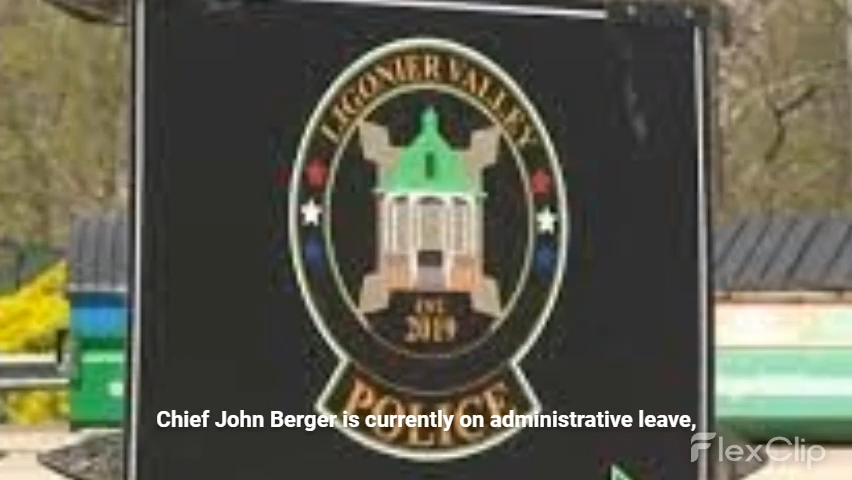 LIGONIER VALLEY
EST.
2019
POLICE
Chief John Berger is currently on administrative leave,
FlexClip